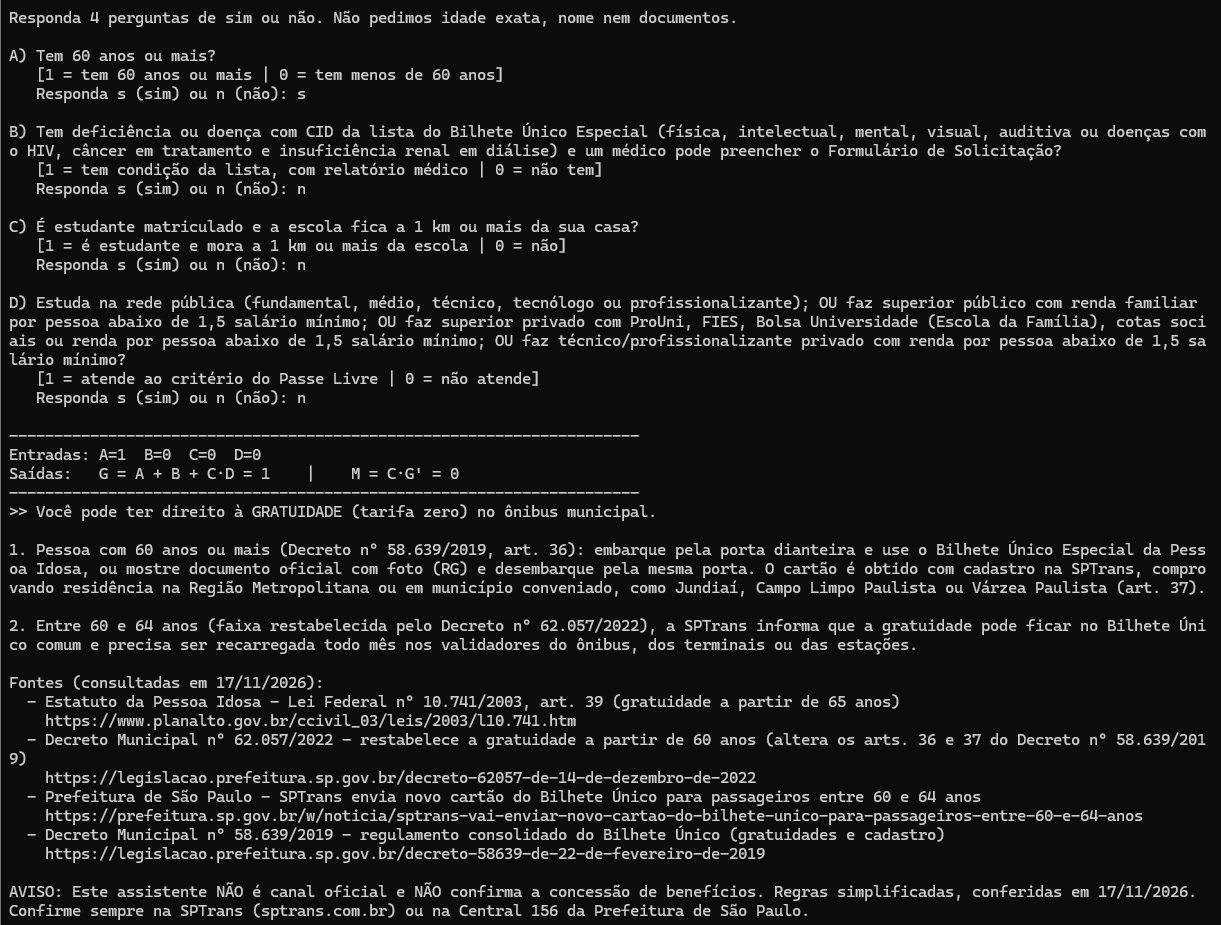 Responda 4 perguntas de sim ou não. Não pedimos idade exata, nome nem documentos.
A) Tem 60 anos ou mais?
[1 = tem 60 anos ou mais | 0 = tem menos de 60 anos]
Responda s (sim) ou n (não): s
B) Tem deficiência ou doença com CID da lista do Bilhete Único Especial (física, intelectual, mental, visual, auditiva ou doenças com
o HIV, câncer em tratamento e insuficiência renal em diálise) e um médico pode preencher o Formulário de Solicitação?
[1 = tem condição da lista, com relatório médico | 0 = não tem]
Responda s (sim) ou n (não): n
C) É estudante matriculado e a escola fica a 1 km ou mais da sua casa?
[1 = é estudante e mora a 1 km ou mais da escola | 0 = não]
Responda s (sim) ou n (não): n
D) Estuda na rede pública (fundamental, médio, técnico, tecnólogo ou profissionalizante); OU faz superior público com renda familiar
por pessoa abaixo de 1,5 salário mínimo; OU faz superior privado com ProUni, FIES, Bolsa Universidade (Escola da Família), cotas soci
ais ou renda por pessoa abaixo de 1,5 salário mínimo; OU faz técnico/profissionalizante privado com renda por pessoa abaixo de 1,5 sa
lário mínimo?
[1 = atende ao critério do Passe Livre | 0 = não atende]
Responda s (sim) ou n (não): n
----------------------------------------------------------------------
Entradas: A=1  B=0  C=0  D=0
Saídas:   G = A + B + C·D = 1    |    M = C·G' = 0
----------------------------------------------------------------------
>> Você pode ter direito à GRATUIDADE (tarifa zero) no ônibus municipal.
1. Pessoa com 60 anos ou mais (Decreto nº 58.639/2019, art. 36): embarque pela porta dianteira e use o Bilhete Único Especial da Pess
oa Idosa, ou mostre documento oficial com foto (RG) e desembarque pela mesma porta. O cartão é obtido com cadastro na SPTrans, compro
vando residência na Região Metropolitana ou em município conveniado, como Jundiaí, Campo Limpo Paulista ou Várzea Paulista (art. 37).
2. Entre 60 e 64 anos (faixa restabelecida pelo Decreto nº 62.057/2022), a SPTrans informa que a gratuidade pode ficar no Bilhete Úni
co comum e precisa ser recarregada todo mês nos validadores do ônibus, dos terminais ou das estações.
Fontes (consultadas em 17/11/2026):
- Estatuto da Pessoa Idosa - Lei Federal nº 10.741/2003, art. 39 (gratuidade a partir de 65 anos)
https://www.planalto.gov.br/ccivil_03/leis/2003/l10.741.htm
- Decreto Municipal nº 62.057/2022 - restabelece a gratuidade a partir de 60 anos (altera os arts. 36 e 37 do Decreto nº 58.639/201
9)
https://legislacao.prefeitura.sp.gov.br/decreto-62057-de-14-de-dezembro-de-2022
- Prefeitura de São Paulo - SPTrans envia novo cartão do Bilhete Único para passageiros entre 60 e 64 anos
https://prefeitura.sp.gov.br/w/noticia/sptrans-vai-enviar-novo-cartao-do-bilhete-unico-para-passageiros-entre-60-e-64-anos
- Decreto Municipal nº 58.639/2019 - regulamento consolidado do Bilhete Único (gratuidades e cadastro)
https://legislacao.prefeitura.sp.gov.br/decreto-58639-de-22-de-fevereiro-de-2019
AVISO: Este assistente NÃO é canal oficial e NÃO confirma a concessão de benefícios. Regras simplificadas, conferidas em 17/11/2026.
Confirme sempre na SPTrans (sptrans.com.br) ou na Central 156 da Prefeitura de São Paulo.